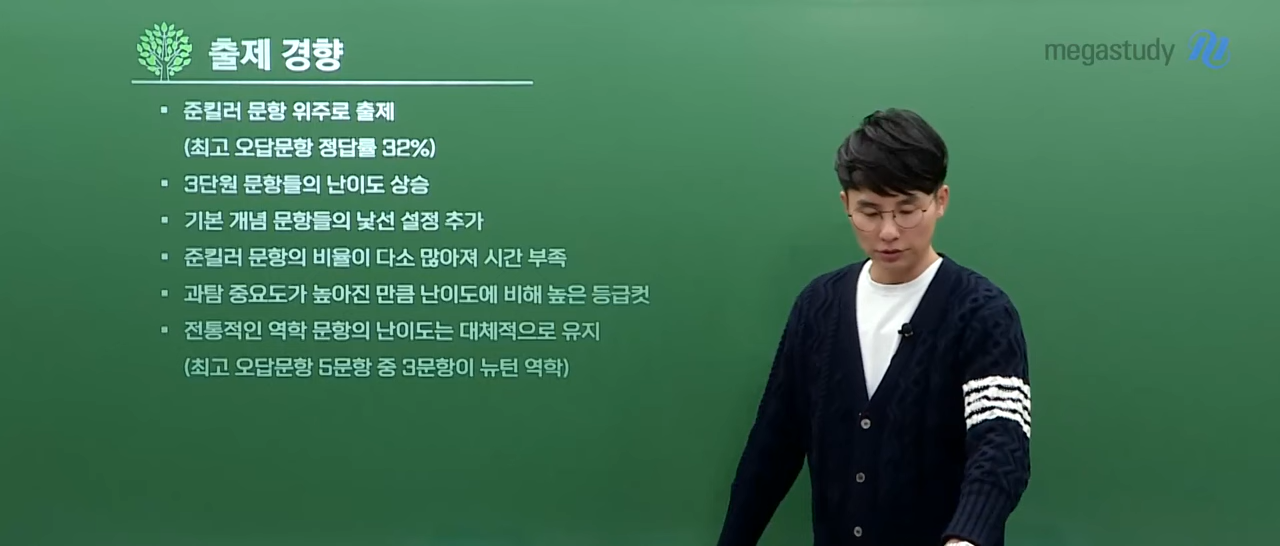 출제 경향
megastudy
▪ 준킬러 문항 위주로 출제
(최고 오답문항 정답률 32%)
▪ 3단원 문항들의 난이도 상승
▪ 기본 개념 문항들의 낯선 설정 추가
▪ 준킬러 문항의 비율이 다소 많아져 시간 부족
▪ 과탐 중요도가 높아진 만큼 난이도에 비해 높은 등급컷
▪ 전통적인 역학 문항의 난이도는 대체적으로 유지
(최고 오답문항 5문항 중 3문항이 뉴턴 역학)